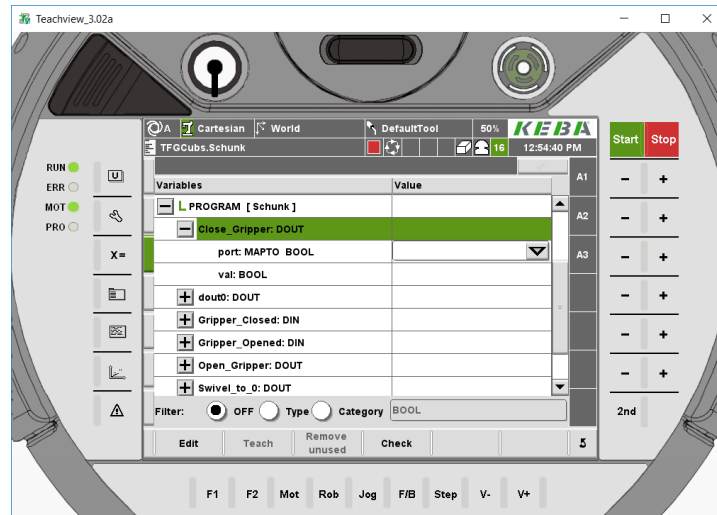 Teachview_3.02a
A Cartesian World DefaultTool 50% KEBA
TFGCubs.Schunk 16 12:54:40 PM
Start Stop
RUN
ERR
MOT
PRO
U
X=
Variables Value
PROGRAM [ Schunk ]
Close_Gripper: DOUT
port: MAPTO BOOL
val: BOOL
dout0: DOUT
Gripper_Closed: DIN
Gripper_Opened: DIN
Open_Gripper: DOUT
Swivel_to_0: DOUT
Filter: OFF Type Category BOOL
Edit Teach Remove unused Check
A1
A2
A3
- +
- +
- +
- +
- +
- +
2nd
F1 F2 Mot Rob Jog F/B Step V- V+